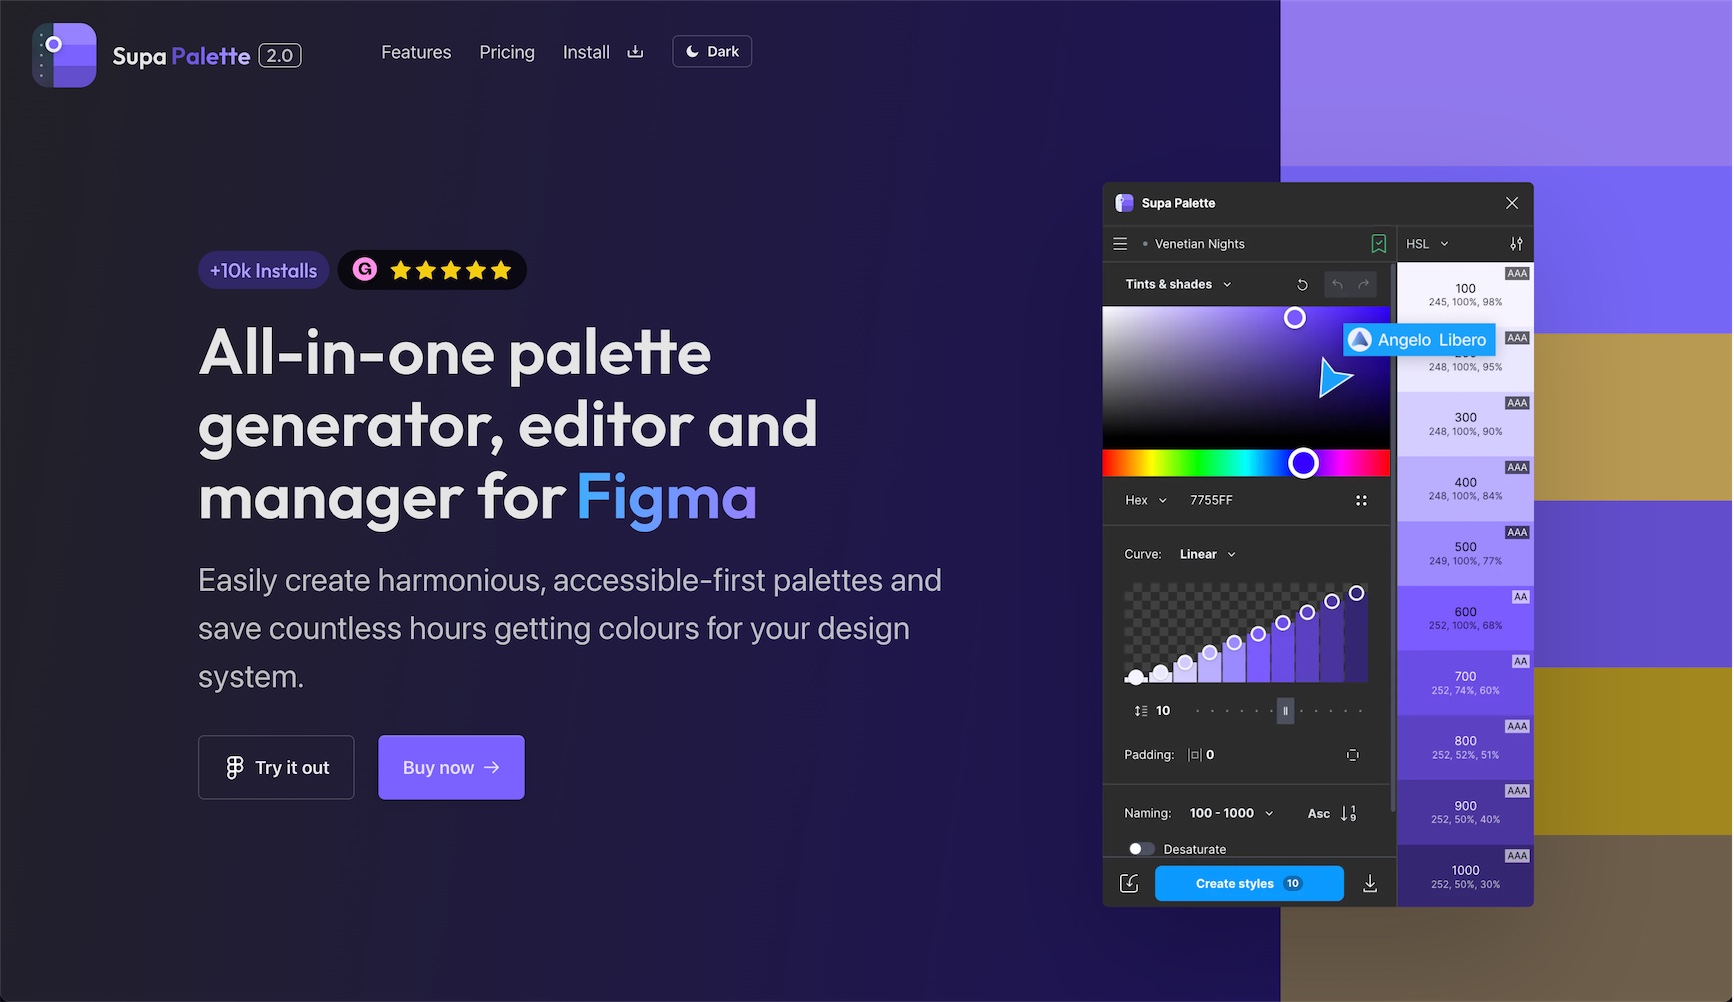 Supa Palette 2.0
Features
Pricing
Install
Dark
+10k Installs
G
All-in-one palette
generator, editor and
manager for Figma
Easily create harmonious, accessible-first palettes and
save countless hours getting colours for your design
system.
Try it out
Buy now →
Supa Palette
Venetian Nights
Tints & shades
Hex
7755FF
Curve: Linear
10
Padding: 0
Naming: 100 - 1000
Asc
1
9
Desaturate
Create styles 10
HSL
AAA
100
245, 100%, 98%
Angelo Libero
AAA
248, 100%, 95%
AAA
300
248, 100%, 90%
AAA
400
248, 100%, 84%
AAA
500
249, 100%, 77%
AA
600
252, 100%, 68%
AA
700
252, 74%, 60%
AAA
800
252, 52%, 51%
AAA
900
252, 50%, 40%
AAA
1000
252, 50%, 30%